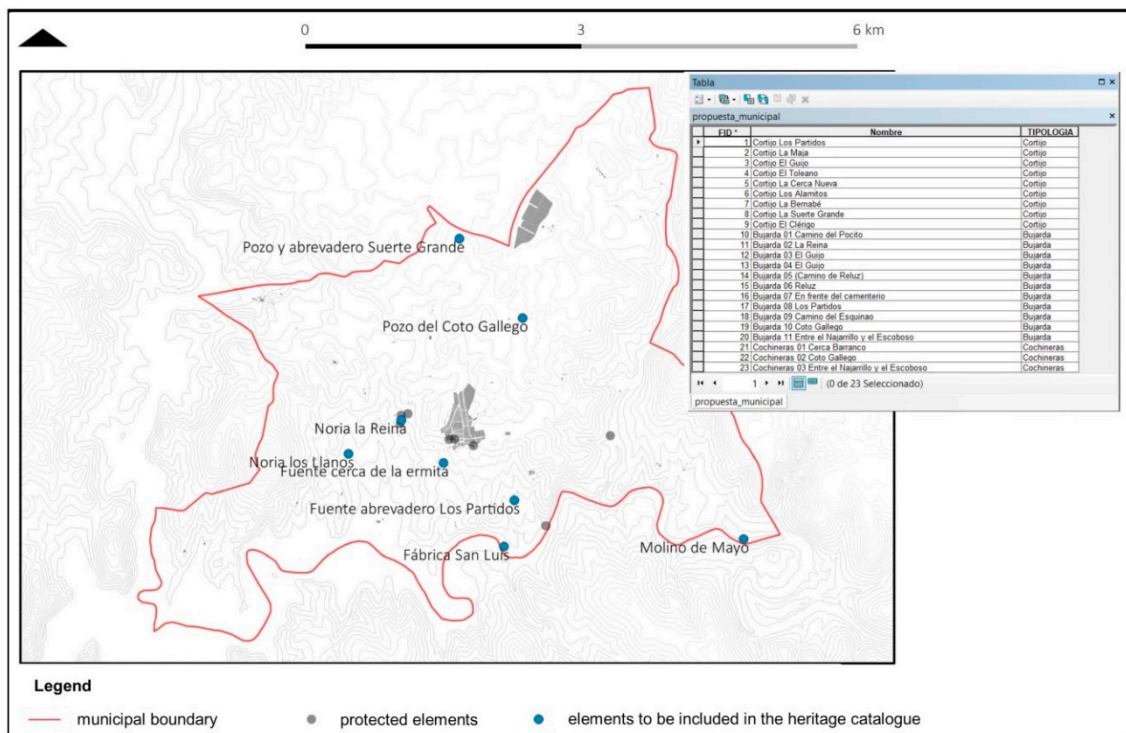 0 3 6 km
Tabla
propuesta_municipal
FID * Nombre TIPOLOGIA
1 Cortijo Los Partidos Cortijo
2 Cortijo La Maja Cortijo
3 Cortijo El Guijo Cortijo
4 Cortijo El Toleano Cortijo
5 Cortijo La Cerca Nueva Cortijo
6 Cortijo Los Alamitos Cortijo
7 Cortijo La Bernabé Cortijo
8 Cortijo La Suerte Grande Cortijo
9 Cortijo El Clérigo Cortijo
10 Bujarda 01 Camino del Pocito Bujarda
11 Bujarda 02 La Reina Bujarda
12 Bujarda 03 El Guijo Bujarda
13 Bujarda 04 El Guijo Bujarda
14 Bujarda 05 (Camino de Reluz) Bujarda
15 Bujarda 06 Reluz Bujarda
16 Bujarda 07 En frente del cementerio Bujarda
17 Bujarda 08 Los Partidos Bujarda
18 Bujarda 09 Camino del Esquinao Bujarda
19 Bujarda 10 Coto Gallego Bujarda
20 Bujarda 11 Entre el Najarrillo y el Escoboso Bujarda
21 Cochineras 01 Cerca Barranco Cochineras
22 Cochineras 02 Coto Gallego Cochineras
23 Cochineras 03 Entre el Najarrillo y el Escoboso Cochineras
1 (0 de 23 Seleccionado)
propuesta_municipal
Pozo y abrevadero Suerte Grande
Pozo del Coto Gallego
Noria la Reina
Noria los Llanos
Fuente cerca de la ermita
Fuente abrevadero Los Partidos
Fábrica San Luis
Molino de Mayo
Legend
municipal boundary
protected elements
elements to be included in the heritage catalogue